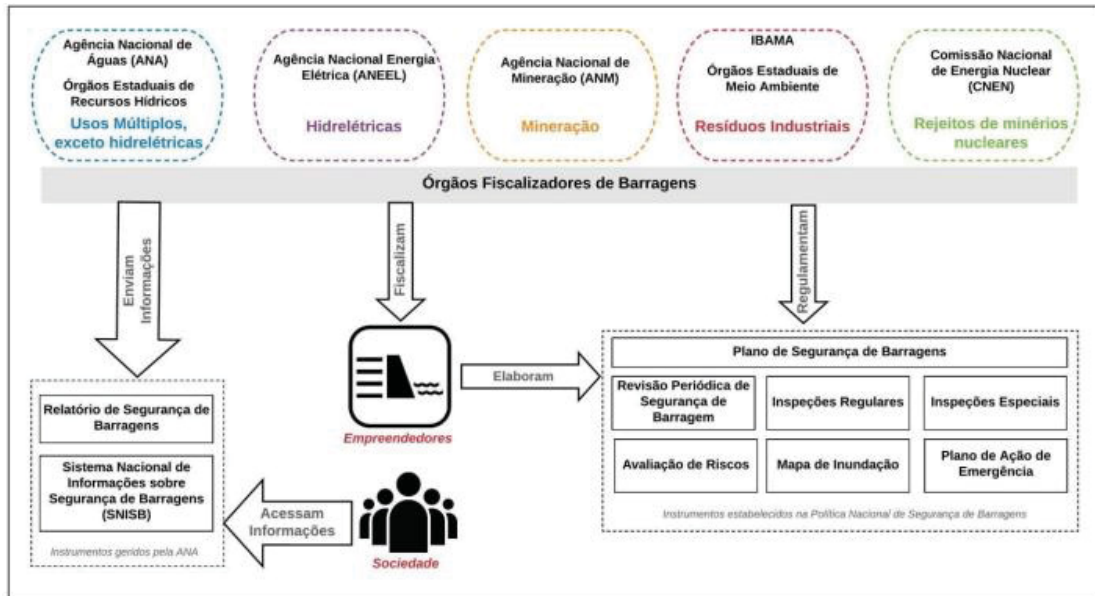 Agência Nacional de
Águas (ANA)
Órgãos Estaduais de
Recursos Hídricos
Usos Múltiplos,
exceto hidrelétricas
Agência Nacional Energia
Elétrica (ANEEL)
Hidrelétricas
Agência Nacional de
Mineração (ANM)
Mineração
IBAMA
Órgãos Estaduais de
Meio Ambiente
Resíduos Industriais
Comissão Nacional
de Energia Nuclear
(CNEN)
Rejeitos de minérios
nucleares
Órgãos Fiscalizadores de Barragens
Enviam
Informações
Fiscalizam
Regulamentam
Empreendedores
Elaboram
Plano de Segurança de Barragens
Revisão Periódica de
Segurança de
Barragem
Inspeções Regulares
Inspeções Especiais
Avaliação de Riscos
Mapa de Inundação
Plano de Ação de
Emergência
Instrumentos estabelecidos na Política Nacional de Segurança de Barragens
Relatório de Segurança de
Barragens
Sistema Nacional de
Informações sobre
Segurança de Barragens
(SNISB)
Instrumentos geridos pela ANA
Acessam
Informações
Sociedade